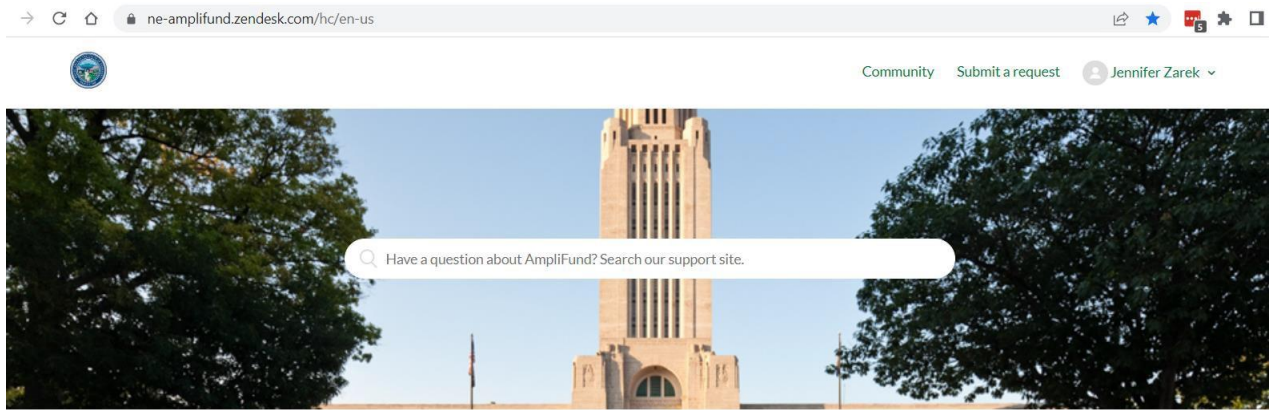 ne-amplifund.zendesk.com/hc/en-us
5
Community Submit a request Jennifer Zarek
Have a question about AmpliFund? Search our support site.